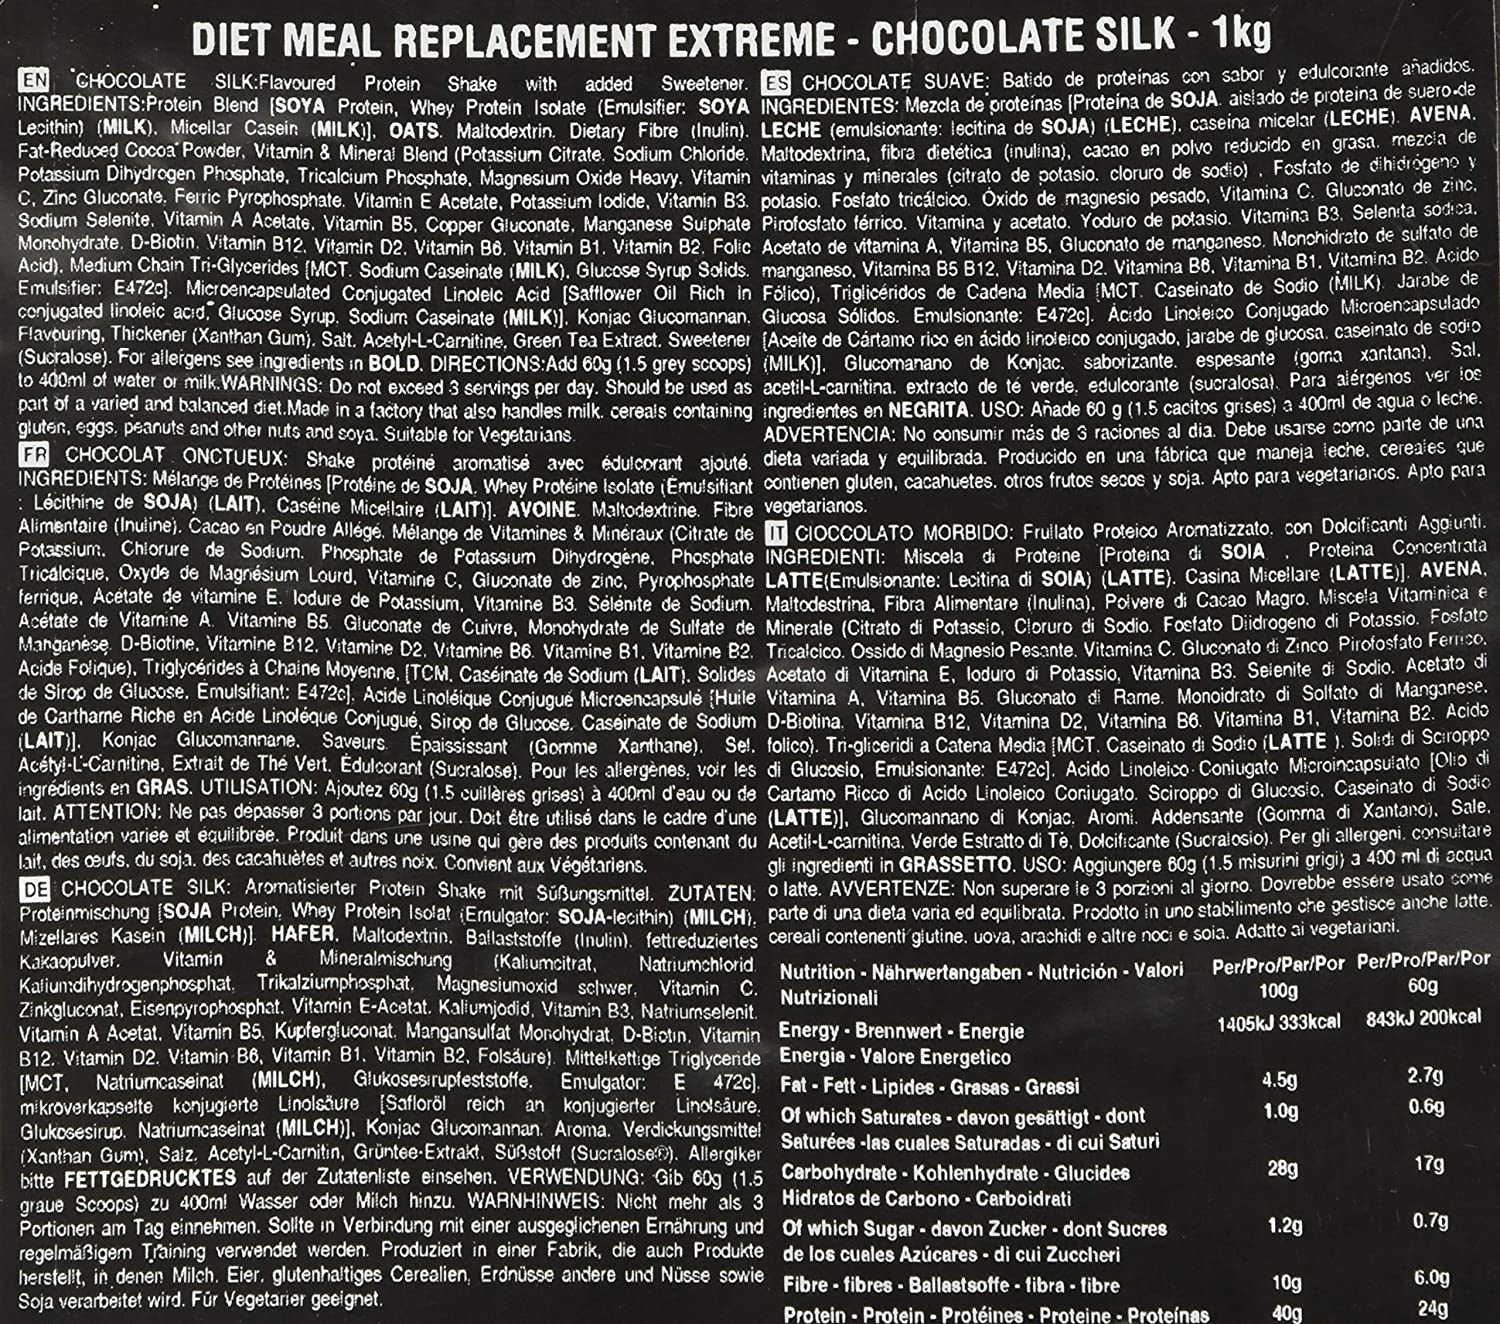 DIET MEAL REPLACEMENT EXTREME - CHOCOLATE SILK - 1kg
EN CHOCOLATE SILK:Flavoured Protein Shake with added Sweetener.
INGREDIENTS:Protein Blend [SOYA Protein, Whey Protein Isolate (Emulsifier: SOYA
Lecithin) (MILK), Micellar Casein (MILK)], OATS. Maltodextrin. Dietary Fibre (Inulin).
Fat-Reduced Cocoa Powder, Vitamin & Mineral Blend (Potassium Citrate. Sodium Chloride.
Potassium Dihydrogen Phosphate, Tricalcium Phosphate, Magnesium Oxide Heavy. Vitamin
C, Zinc Gluconate. Ferric Pyrophosphate. Vitamin E Acetate, Potassium Iodide, Vitamin B3.
Sodium Selenite, Vitamin A Acetate, Vitamin B5, Copper Gluconate, Manganese Sulphate
Monohydrate. D-Biotin. Vitamin B12, Vitamin D2. Vitamin B6. Vitamin B1. Vitamin B2, Folic
Acid), Medium Chain Tri-Glycerides [MCT. Sodium Caseinate (MILK), Glucose Syrup Solids.
Emulsifier: E472c]. Microencapsulated Conjugated Linoleic Acid [Safflower Oil Rich in
conjugated linoleic acid, Glucose Syrup, Sodium Caseinate (MILK)], Konjac Glucomannan,
Flavouring, Thickener (Xanthan Gum), Salt, Acetyl-L-Carnitine, Green Tea Extract. Sweetener
(Sucralose). For allergens see ingredients in BOLD. DIRECTIONS:Add 60g (1.5 grey scoops)
to 400ml of water or milk.WARNINGS: Do not exceed 3 servings per day. Should be used as
part of a varied and balanced diet.Made in a factory that also handles milk. cereals containing
gluten, eggs, peanuts and other nuts and soya. Suitable for Vegetarians.
FR CHOCOLAT ONCTUEUX: Shake protéiné aromatisé avec édulcorant ajouté.
INGREDIENTS: Mélange de Protéines [Protéine de SOJA, Whey Protéine Isolate (Émulsifiant
: Lécithine de SOJA) (LAIT), Caséine Micellaire (LAIT)], AVOINE. Maltodextrine. Fibre
Alimentaire (Inuline), Cacao en Poudre Allégé. Mélange de Vitamines & Minéraux (Citrate de
Potassium, Chlorure de Sodium. Phosphate de Potassium Dihydrogène, Phosphate
Tricalcique, Oxyde de Magnésium Lourd, Vitamine C, Gluconate de zinc, Pyrophosphate
ferrique, Acétate de vitamine E. Iodure de Potassium, Vitamine B3. Sélénite de Sodium.
Acétate de Vitamine A. Vitamine B5. Gluconate de Cuivre, Monohydrate de Sulfate de
Manganèse. D-Biotine, Vitamine B12, Vitamine D2, Vitamine B6. Vitamine B1, Vitamine B2.
Acide Folique), Triglycérides à Chaine Moyenne, [TCM, Caséinate de Sodium (LAIT). Solides
de Sirop de Glucose, Emulsifiant: E472c], Acide Linoléique Conjugué Microencapsulé [Huile
de Carthame Riche en Acide Linoléque Conjugué, Sirop de Glucose, Caséinate de Sodium
(LAIT)], Konjac Glucomannane, Saveurs. Épaississant (Gomme Xanthane), Sel.
Acétyl-L-Carnitine, Extrait de Thé Vert. Édulcorant (Sucralose). Pour les allergènes, voir les
ingrédients en GRAS. UTILISATION: Ajoutez 60g (1.5 cuillères grises) à 400ml d'eau ou de
lait. ATTENTION: Ne pas dépasser 3 portions par jour. Doit être utilisé dans le cadre d'une
alimentation variée et équilibrée. Produit dans une usine qui gère des produits contenant du
lait, des œufs, du soja, des cacahuètes et autres noix. Convient aux Végétariens.
DE CHOCOLATE SILK: Aromatisierter Protein Shake mit Süßungsmittel. ZUTATEN:
Proteinmischung [SOJA Protein, Whey Protein Isolat (Emulgator: SOJA-lecithin) (MILCH),
Mizellares Kasein (MILCH)]. HAFER, Maltodextrin, Ballaststoffe (Inulin). fettreduziertes
Kakaopulver, Vitamin & Mineralmischung (Kaliumcitrat, Natriumchlorid.
Kaliumdihydrogenphosphat, Trikalziumphosphat, Magnesiumoxid schwer, Vitamin C,
Zinkgluconat, Eisenpyrophosphat. Vitamin E-Acetat. Kaliumjodid, Vitamin B3, Natriumselenit.
Vitamin A Acetat, Vitamin B5, Kupfergluconat, Mangansulfat Monohydrat, D-Biotin, Vitamin
B12. Vitamin D2. Vitamin B6, Vitamin B1, Vitamin B2, Folsäure). Mittelkettige Triglyceride
[MCT, Natriumcaseinat (MILCH), Glukosesirupfeststoffe, Emulgator: E 472c],
mikroverkapselte konjugierte Linolsäure [Safloröl reich an konjugierter Linolsäure,
Glukosesirup. Natriumcaseinat (MILCH)], Konjac Glucomannan. Aroma. Verdickungsmittel
(Xanthan Gum), Salz. Acetyl-L-Carnitin, Grüntee-Extrakt, Süßstoff (Sucralose®). Allergiker
bitte FETTGEDRUCKTES auf der Zutatenliste einsehen. VERWENDUNG: Gib 60g (1.5
graue Scoops) zu 400ml Wasser oder Milch hinzu. WARNHINWEIS: Nicht mehr als 3
Portionen am Tag einnehmen. Sollte in Verbindung mit einer ausgeglichenen Ernährung und
regelmäßigem Training verwendet werden. Produziert in einer Fabrik, die auch Produkte
herstellt, in denen Milch. Eier, glutenhaltiges Cerealien, Erdnüsse andere und Nüsse sowie
Soja verarbeitet wird. Für Vegetarier geeignet.
ES CHOCOLATE SUAVE: Batido de proteínas con sabor y edulcorante añadidos.
INGREDIENTES: Mezcla de proteínas [Proteína de SOJA. aislado de proteína de suero de
LECHE (emulsionante: lecitina de SOJA) (LECHE), caseína micelar (LECHE). AVENA.
Maltodextrina, fibra dietética (inulina), cacao en polvo reducido en grasa. mezcla de
vitaminas y minerales (citrato de potasio. cloruro de sodio) , Fosfato de dihidrógeno y
potasio. Fosfato tricálcico. Óxido de magnesio pesado, Vitamina C. Gluconato de zinc,
Pirofosfato férrico. Vitamina y acetato. Yoduro de potasio. Vitamina B3, Selenita sódica,
Acetato de vitamina A, Vitamina B5, Gluconato de manganeso. Monohidrato de sulfato de
manganeso, Vitamina B5 B12, Vitamina D2. Vitamina B6, Vitamina B1, Vitamina B2. Acido
Fólico), Triglicéridos de Cadena Media [MCT. Caseinato de Sodio (MILK). Jarabe de
Glucosa Sólidos. Emulsionante: E472c]. Ácido Linoleico Conjugado Microencapsulado
[Aceite de Cártamo rico en ácido linoleico conjugado, jarabe de glucosa. caseinato de sodio
(MILK)], Glucomanano de Konjac, saborizante. espesante (goma xantana). Sal,
acetil-L-carnitina, extracto de té verde, edulcorante (sucralosa). Para alérgenos ver los
ingredientes en NEGRITA. USO: Añade 60 g (1.5 cacitos grises) a 400ml de agua o leche.
ADVERTENCIA: No consumir más de 3 raciones al dia. Debe usarse como parte de una
dieta variada y equilibrada. Producido en una fábrica que maneja leche, cereales que
contienen gluten, cacahuetes, otros frutos secos y soja. Apto para vegetarianos. Apto para
vegetarianos.
IT CIOCCOLATO MORBIDO: Frullato Proteico Aromatizzato, con Dolcificanti Aggiunti.
INGREDIENTI: Miscela di Proteine [Proteina di SOIA , Proteina Concentrata
LATTE(Emulsionante: Lecitina di SOIA) (LATTE). Casina Micellare (LATTE)]. AVENA,
Maltodestrina, Fibra Alimentare (Inulina), Polvere di Cacao Magro. Miscela Vitaminica e
Minerale (Citrato di Potassio, Cloruro di Sodio. Fosfato Diidrogeno di Potassio. Fosfato
Tricalcico. Ossido di Magnesio Pesante. Vitamina C. Gluconato di Zinco. Pirofosfato Ferrico,
Acetato di Vitamina E, Ioduro di Potassio, Vitamina B3. Selenite di Sodio. Acetato di
Vitamina A, Vitamina B5. Gluconato di Rame. Monoidrato di Solfato di Manganese.
D-Biotina, Vitamina B12, Vitamina D2, Vitamina B6. Vitamina B1, Vitamina B2. Acido
folico). Tri-gliceridi a Catena Media [MCT. Caseinato di Sodio (LATTE ). Solidi di Sciroppo
di Glucosio, Emulsionante: E472c], Acido Linoleico Coniugato Microincapsulato [Olio di
Cartamo Ricco di Acido Linoleico Coniugato. Sciroppo di Glucosio, Caseinato di Sodio
(LATTE)], Glucomannano di Konjac, Aromi. Addensante (Gomma di Xantano), Sale.
Acetil-L-carnitina, Verde Estratto di Tè, Dolcificante (Sucralosio). Per gli allergeni. consultare
gli ingredienti in GRASSETTO. USO: Aggiungere 60g (1.5 misurini grigi) a 400 ml di acqua
o latte. AVVERTENZE: Non superare le 3 porzioni al giorno. Dovrebbe essere usato come
parte di una dieta varia ed equilibrata. Prodotto in uno stabilimento che gestisce anche latte.
cereali contenenti glutine. uova, arachidi e altre noci e soia. Adatto ai vegetariani.
Nutrition - Nährwertangaben - Nutrición - Valori Per/Pro/Par/Por Per/Pro/Par/Por
Nutrizionali 100g 60g
Energy - Brennwert - Energie 1405kJ 333kcal 843kJ 200kcal
Energia - Valore Energetico
Fat - Fett - Lipides - Grasas - Grassi 4.5g 2.7g
Of which Saturates - davon gesättigt - dont 1.0g 0.6g
Saturées -las cuales Saturadas - di cui Saturi
Carbohydrate - Kohlenhydrate - Glucides 28g 17g
Hidratos de Carbono - Carboidrati
Of which Sugar - davon Zucker - dont Sucres 1.2g 0.7g
de los cuales Azúcares - di cui Zuccheri
Fibre - fibres - Ballastsoffe - fibra - fibre 10g 6.0g
Protein - Protein - Protéines - Proteine - Proteínas 40g 24g